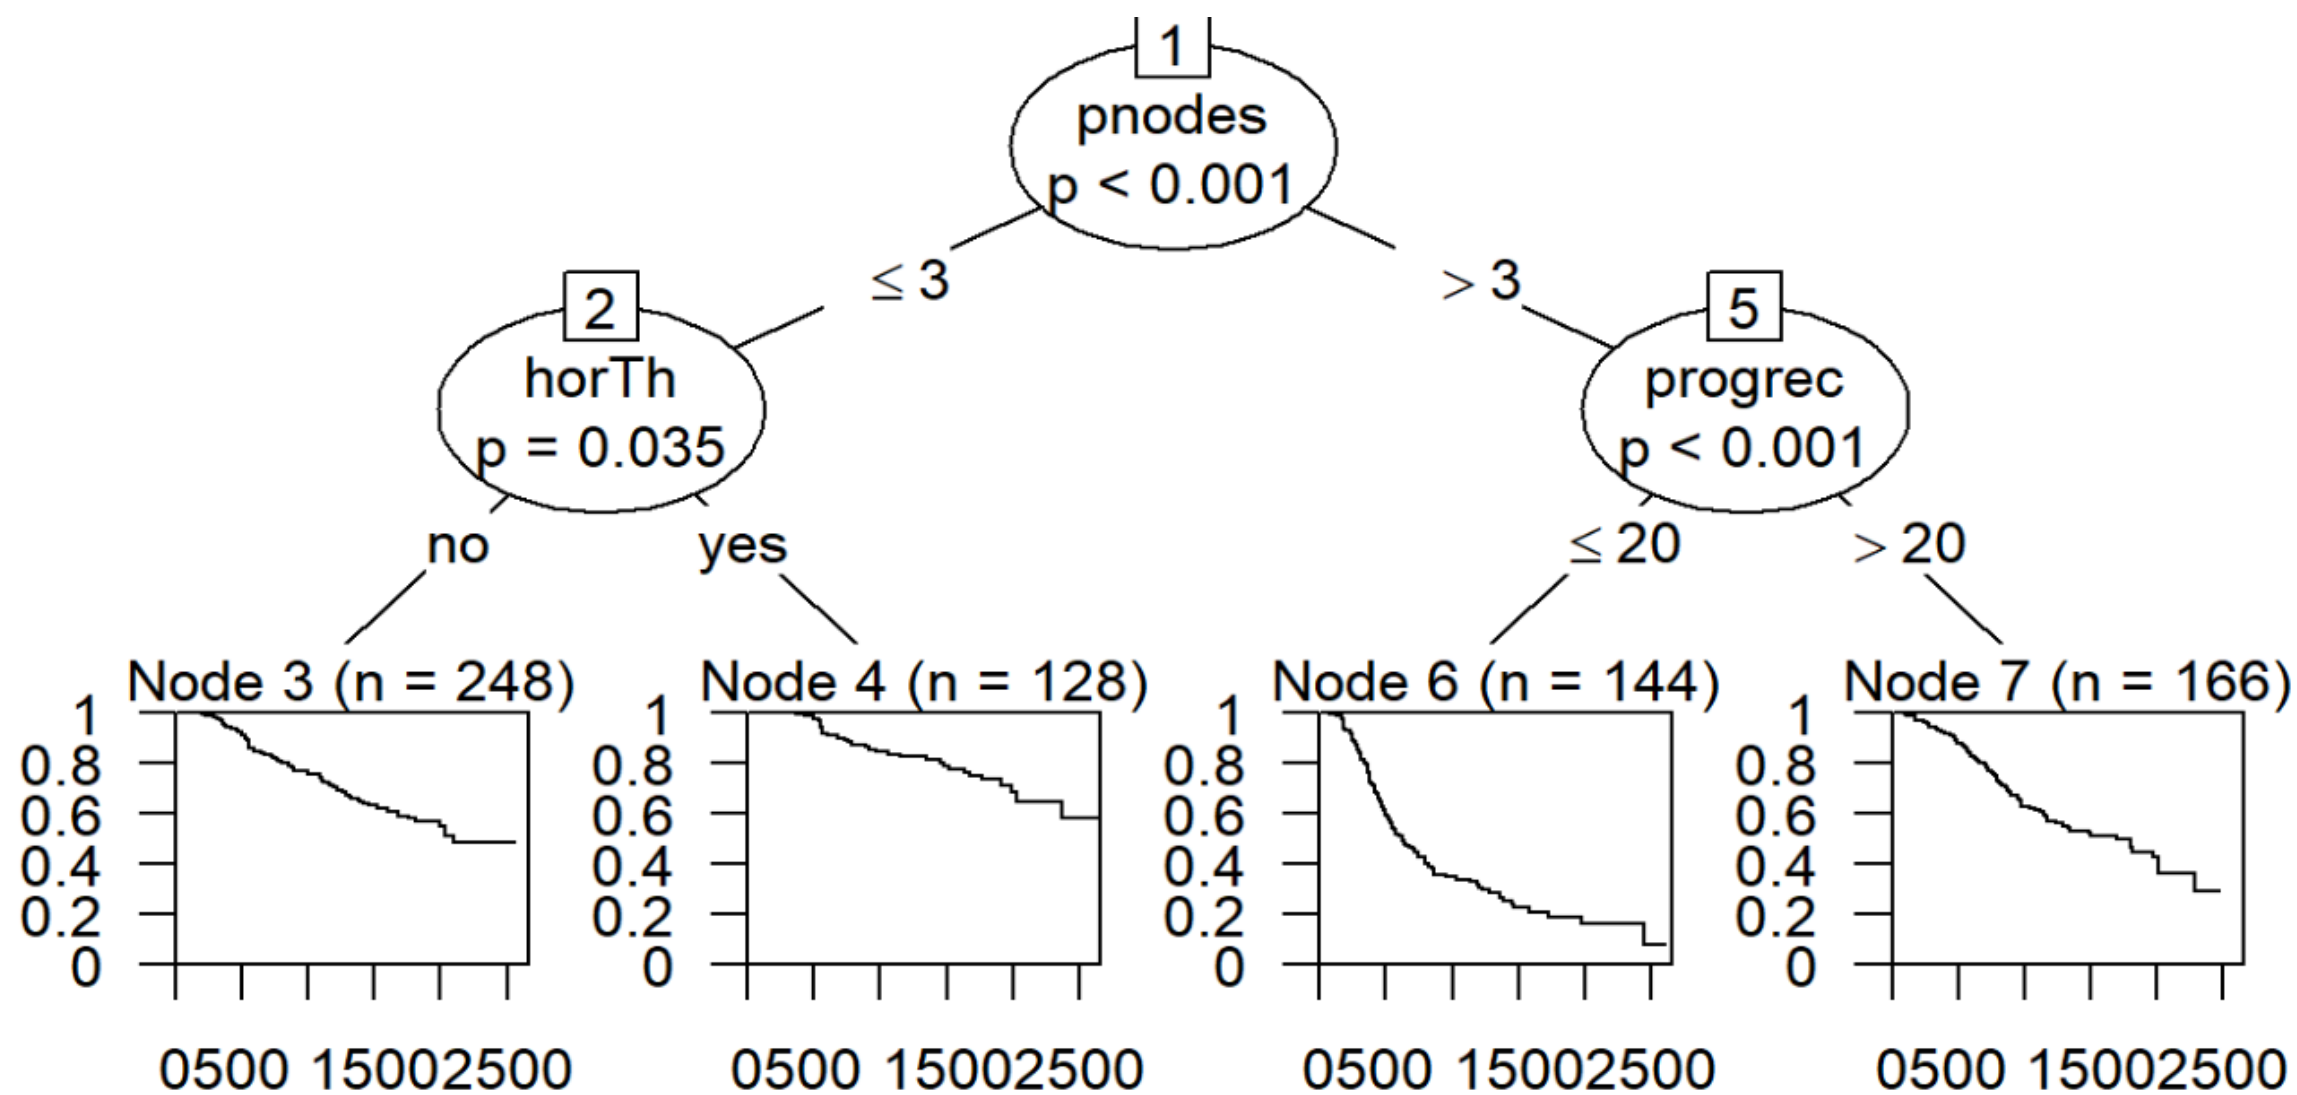 1
pnodes
p < 0.001
≤ 3
> 3
2
horTh
p = 0.035
5
progrec
p < 0.001
no
yes
≤ 20
> 20
Node 3 (n = 248)
1
0.8
0.6
0.4
0.2
0
0500 15002500
Node 4 (n = 128)
1
0.8
0.6
0.4
0.2
0
0500 15002500
Node 6 (n = 144)
1
0.8
0.6
0.4
0.2
0
0500 15002500
Node 7 (n = 166)
1
0.8
0.6
0.4
0.2
0
0500 15002500